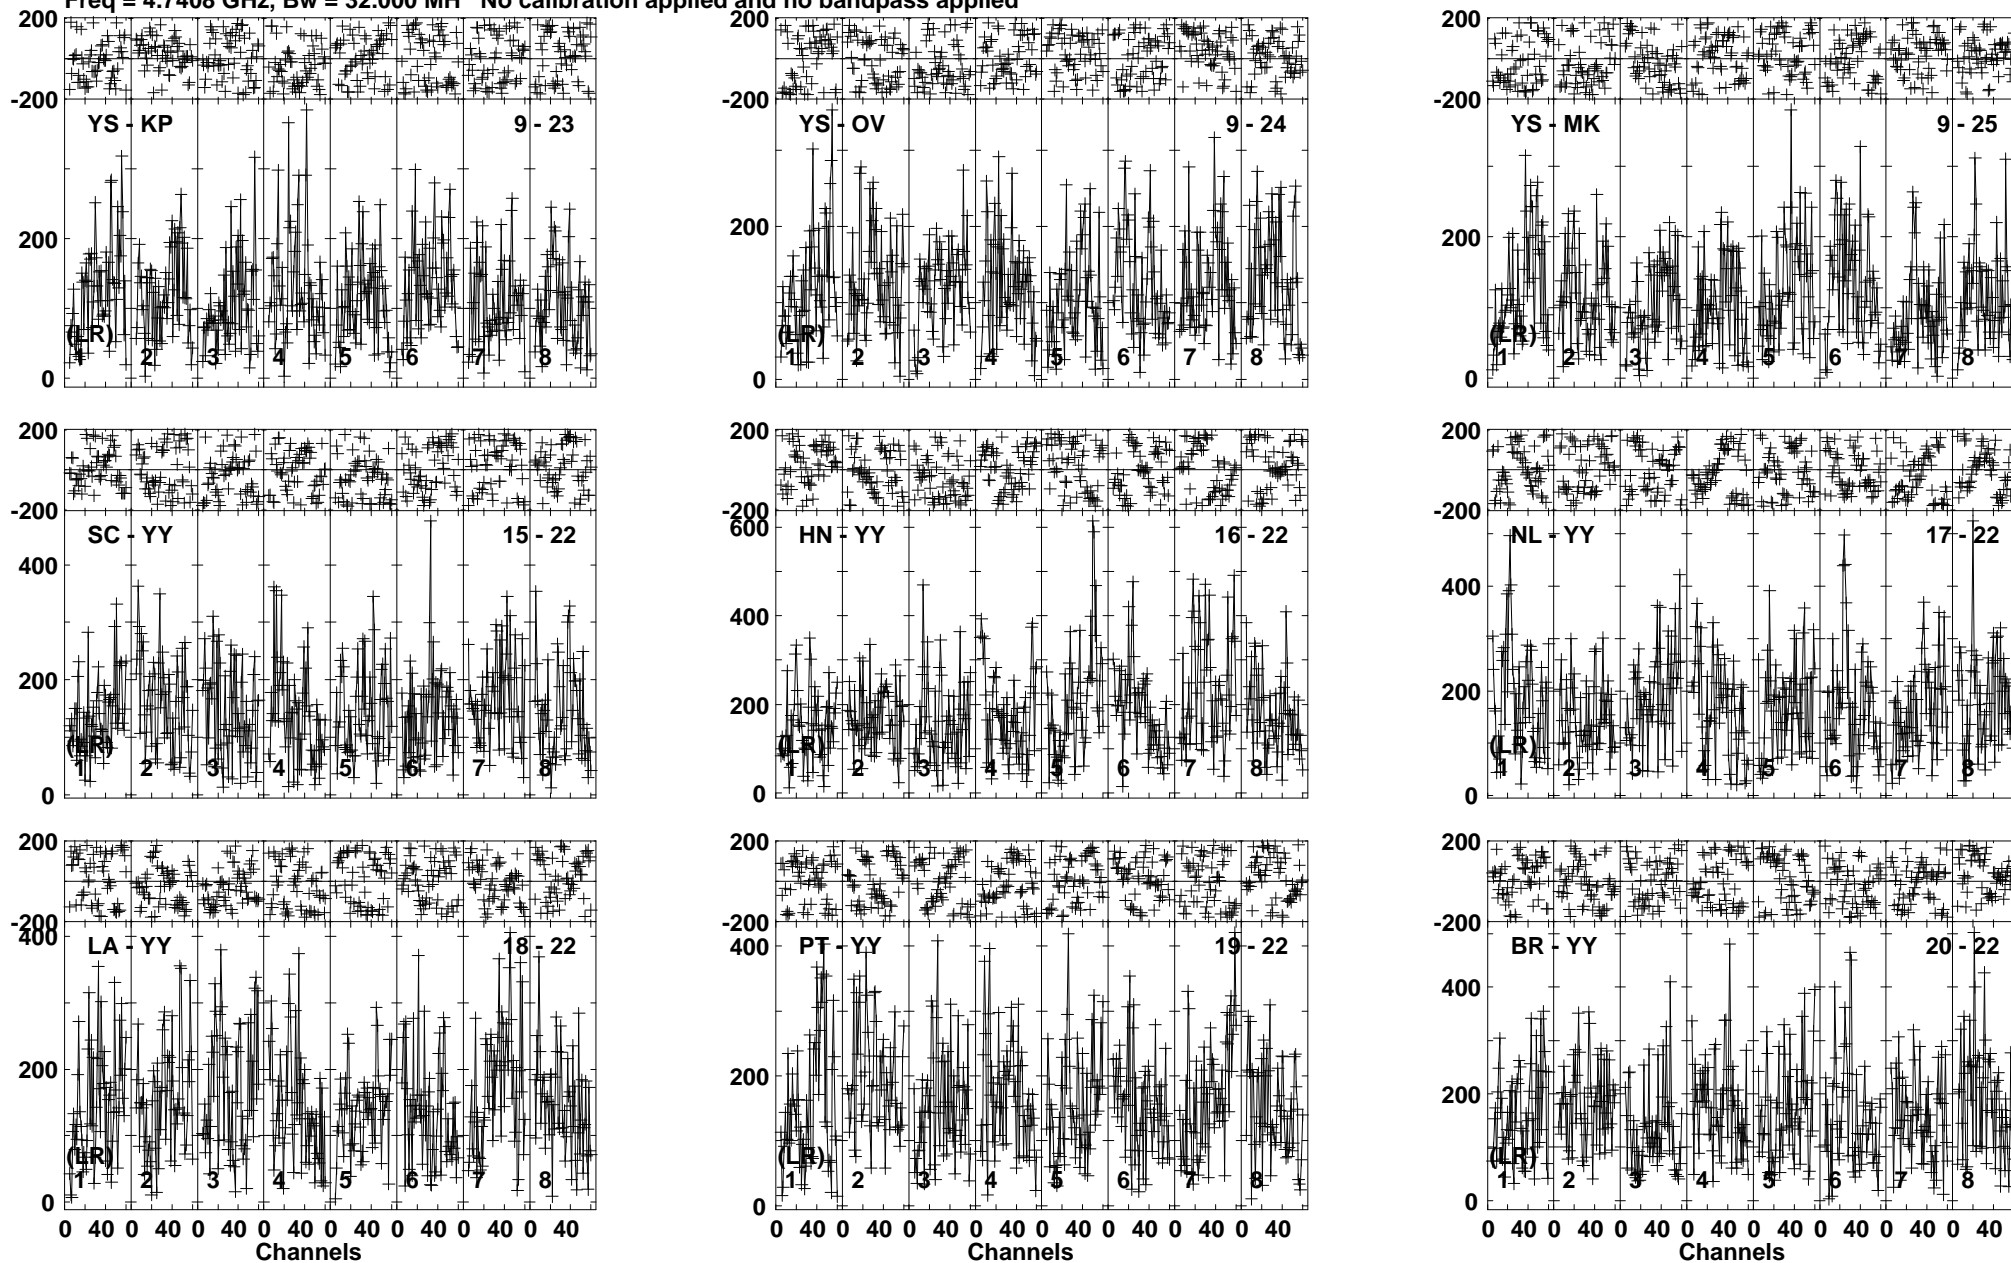 Freq = 4.7408 GHz, Bw = 32.000 MH No calibration applied and no bandpass applied
200
-200
YS - KP 9 - 23
200
0
(LR)
1 2 3 4 5 6 7 8
200
-200
YS - OV 9 - 24
200
0
(LR)
1 2 3 4 5 6 7 8
200
-200
YS - MK 9 - 25
200
0
(LR)
1 2 3 4 5 6 7 8
200
-200
SC - YY 15 - 22
400
200
0
(LR)
1 2 3 4 5 6 7 8
200
-200
600
HN - YY 16 - 22
400
200
0
(LR)
1 2 3 4 5 6 7 8
200
-200
NL - YY 17 - 22
400
200
0
(LR)
1 2 3 4 5 6 7 8
200
-200
400
LA - YY 18 - 22
200
0
(LR)
1 2 3 4 5 6 7 8
0 40 0 40 0 40 0 40 0 40 0 40 0 40 0 40
Channels
200
-200
400
PT - YY 19 - 22
200
0
(LR)
1 2 3 4 5 6 7 8
0 40 0 40 0 40 0 40 0 40 0 40 0 40 0 40
Channels
200
-200
BR - YY 20 - 22
400
200
0
(LR)
1 2 3 4 5 6 7 8
0 40 0 40 0 40 0 40 0 40 0 40 0 40 0 40
Channels